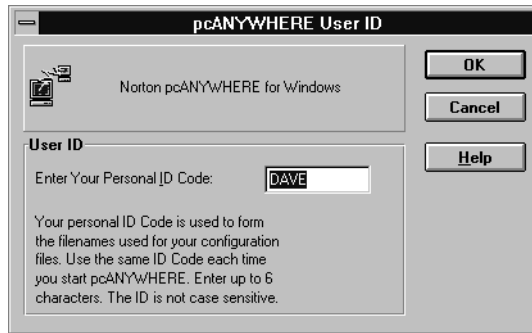 pcANYWHERE User ID
Norton pcANYWHERE for Windows
OK
Cancel
Help
User ID
Enter Your Personal ID Code: DAVE
Your personal ID Code is used to form
the filenames used for your configuration
files. Use the same ID Code each time
you start pcANYWHERE. Enter up to 6
characters. The ID is not case sensitive.